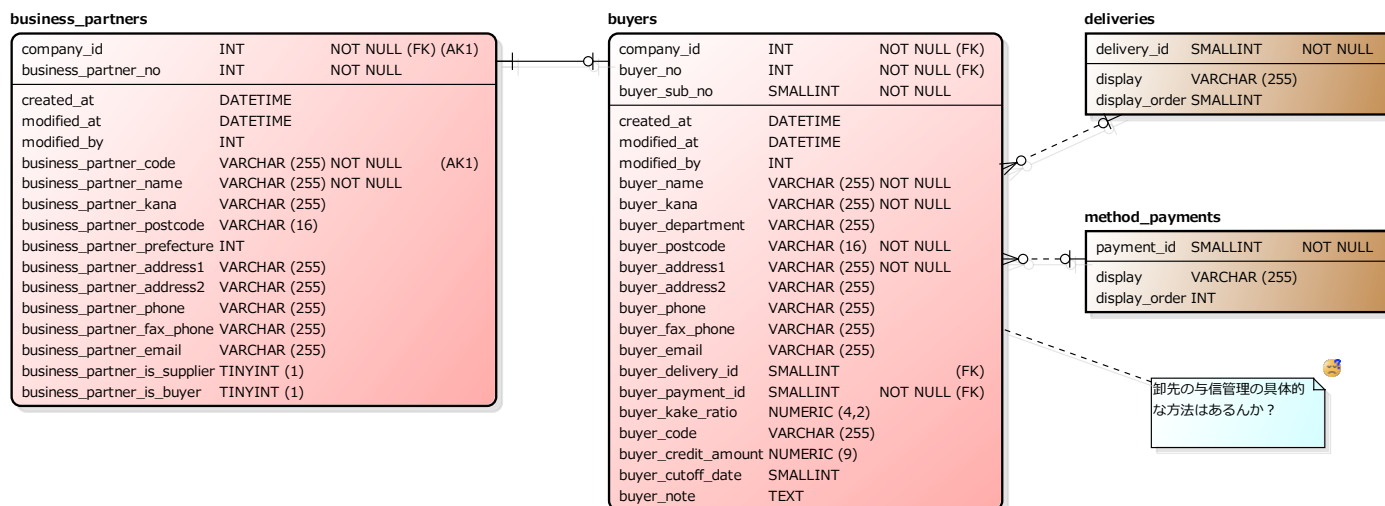 business_partners
company_id INT NOT NULL (FK) (AK1)
business_partner_no INT NOT NULL
created_at DATETIME
modified_at DATETIME
modified_by INT
business_partner_code VARCHAR (255) NOT NULL (AK1)
business_partner_name VARCHAR (255) NOT NULL
business_partner_kana VARCHAR (255)
business_partner_postcode VARCHAR (16)
business_partner_prefecture INT
business_partner_address1 VARCHAR (255)
business_partner_address2 VARCHAR (255)
business_partner_phone VARCHAR (255)
business_partner_fax_phone VARCHAR (255)
business_partner_email VARCHAR (255)
business_partner_is_supplier TINYINT (1)
business_partner_is_buyer TINYINT (1)
buyers
company_id INT NOT NULL (FK)
buyer_no INT NOT NULL (FK)
buyer_sub_no SMALLINT NOT NULL
created_at DATETIME
modified_at DATETIME
modified_by INT
buyer_name VARCHAR (255) NOT NULL
buyer_kana VARCHAR (255) NOT NULL
buyer_department VARCHAR (255)
buyer_postcode VARCHAR (16) NOT NULL
buyer_address1 VARCHAR (255) NOT NULL
buyer_address2 VARCHAR (255)
buyer_phone VARCHAR (255)
buyer_fax_phone VARCHAR (255)
buyer_email VARCHAR (255)
buyer_delivery_id SMALLINT (FK)
buyer_payment_id SMALLINT NOT NULL (FK)
buyer_kake_ratio NUMERIC (4,2)
buyer_code VARCHAR (255)
buyer_credit_amount NUMERIC (9)
buyer_cutoff_date SMALLINT
buyer_note TEXT
deliveries
delivery_id SMALLINT NOT NULL
display VARCHAR (255)
display_order SMALLINT
method_payments
payment_id SMALLINT NOT NULL
display VARCHAR (255)
display_order INT
卸先の与信管理の具体的
な方法はあるんか？